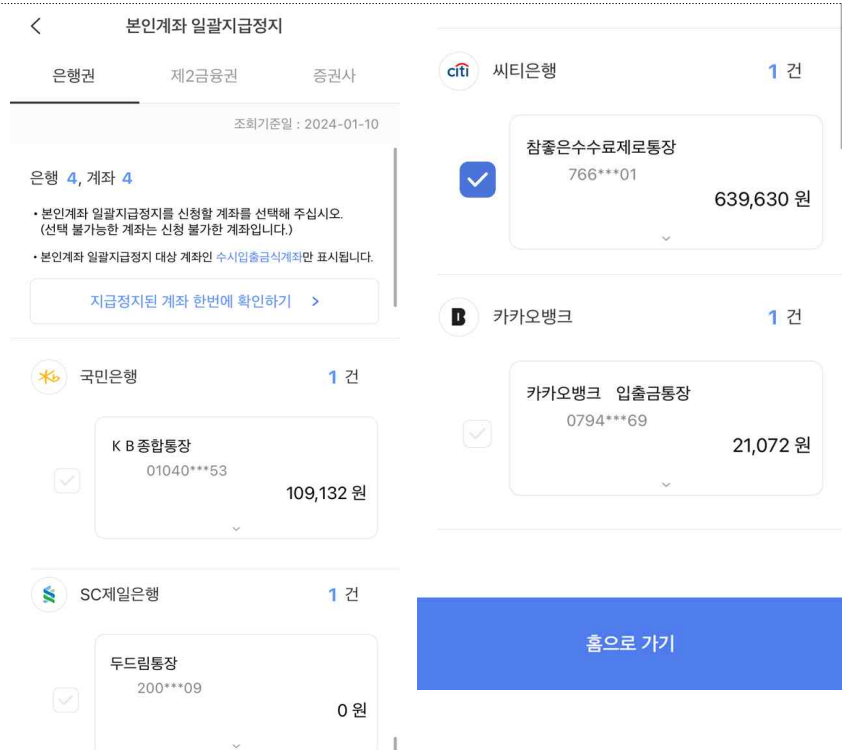 본인계좌 일괄지급정지
은행권 제2금융권 증권사
조회기준일 : 2024-01-10
은행 4, 계좌 4
• 본인계좌 일괄지급정지를 신청할 계좌를 선택해 주십시오.
(선택 불가능한 계좌는 신청 불가한 계좌입니다.)
• 본인계좌 일괄지급정지 대상 계좌인 수시입출금식계좌만 표시됩니다.
지급정지된 계좌 한번에 확인하기 >
국민은행 1 건
ＫＢ종합통장
01040***53
109,132 원
SC제일은행 1 건
두드림통장
200***09
0 원
citi 씨티은행 1 건
참좋은수수료제로통장
766***01
639,630 원
카카오뱅크 1 건
카카오뱅크 입출금통장
0794***69
21,072 원
홈으로 가기